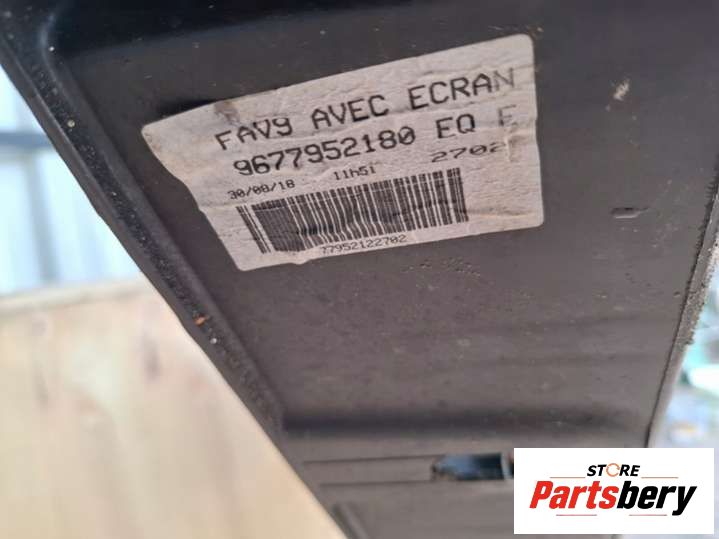 FAV9 AVEC ECRAN
9677952180 EQ E
2702
30/08/18 11h51
77952122702
STORE
Partsbery